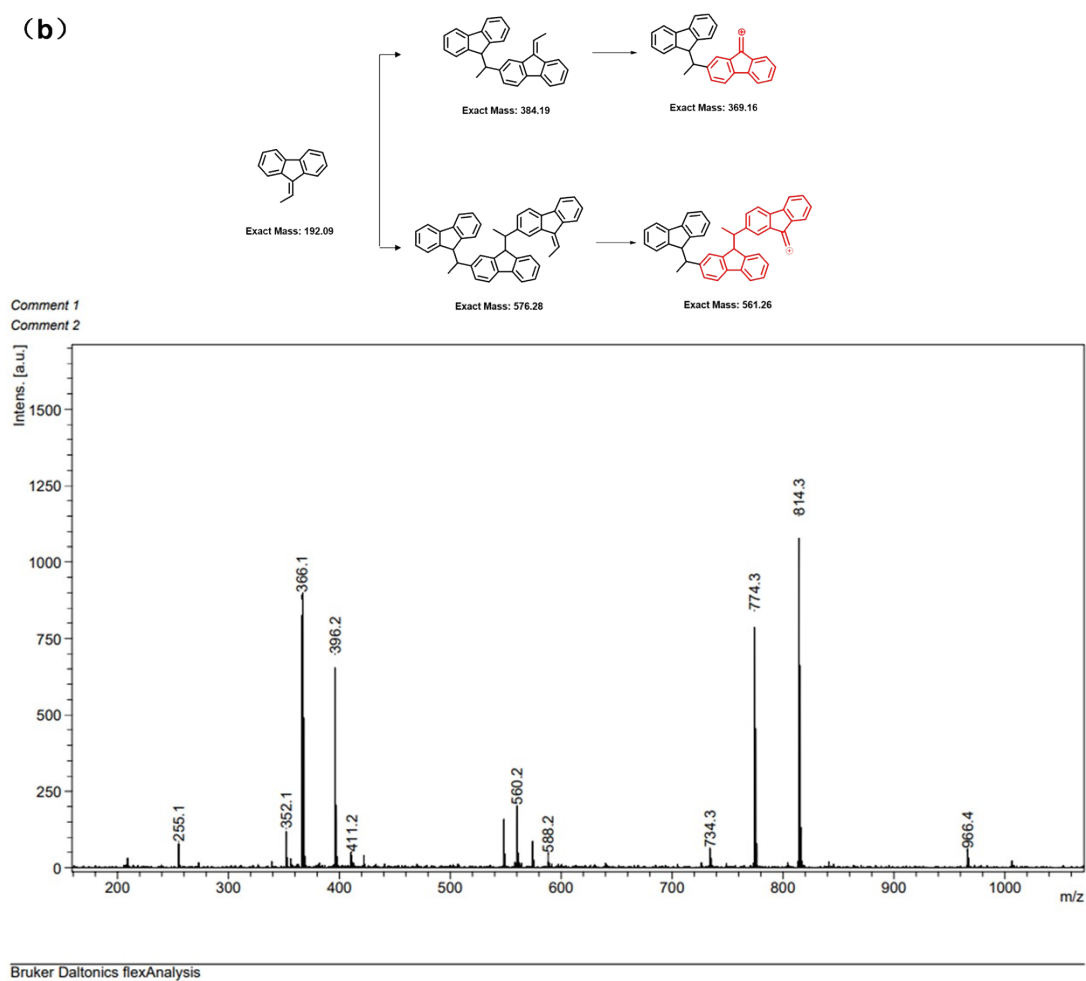 （b）
⊕
Exact Mass: 384.19
Exact Mass: 369.16
Exact Mass: 192.09
⊕
Exact Mass: 576.28
Exact Mass: 561.26
Comment 1
Comment 2
Intens. [a.u.]
1500
1250
1000
750
500
250
0
255.1
352.1
366.1
396.2
411.2
560.2
588.2
734.3
774.3
814.3
966.4
200 300 400 500 600 700 800 900 1000
m/z
Bruker Daltonics flexAnalysis